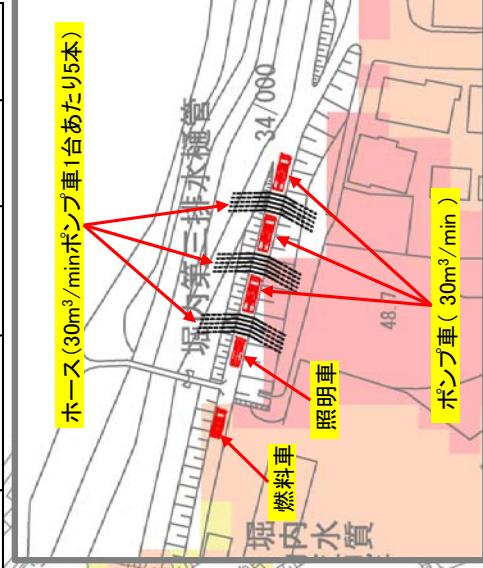 ホース(30m³/minポンプ車1台あたり5本)
堀内第三排水樋管
34/000
48.7
ポンプ車( 30m³/min )
照明車
燃料車
堀内水質